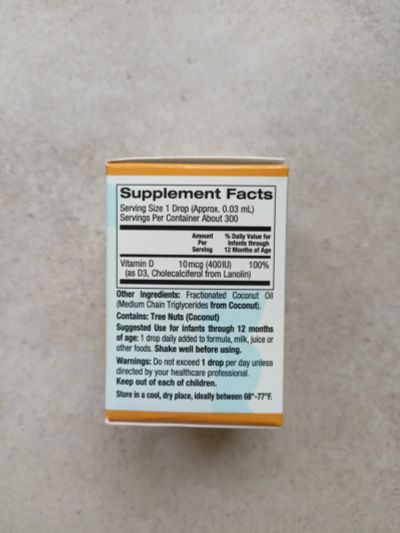 Supplement Facts
Serving Size 1 Drop (Approx. 0.03 mL)
Servings Per Container About 300
Amount Per Serving
% Daily Value for Infants through 12 Months of Age
Vitamin D 10 mcg (400 IU) 100%
(as D3, Cholecalciferol from Lanolin)
Other Ingredients: Fractionated Coconut Oil
(Medium Chain Triglycerides from Coconut).
Contains: Tree Nuts (Coconut)
Suggested Use for infants through 12 months
of age: 1 drop daily added to formula, milk, juice or
other foods. Shake well before using.
Warnings: Do not exceed 1 drop per day unless
directed by your healthcare professional.
Keep out of each of children.
Store in a cool, dry place, ideally between 68°-77°F.